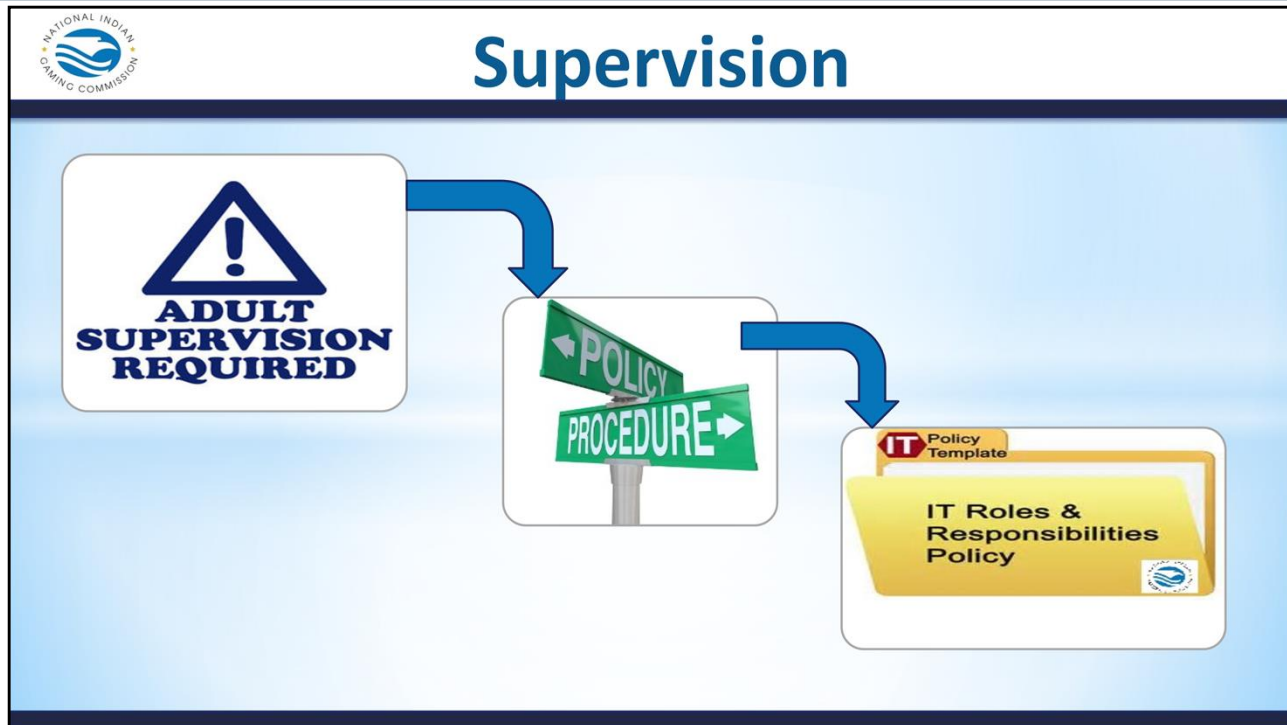 NATIONAL INDIAN
GAMING COMMISSION
Supervision
ADULT
SUPERVISION
REQUIRED
POLICY
PROCEDURE
IT Policy
Template
IT Roles &
Responsibilities
Policy